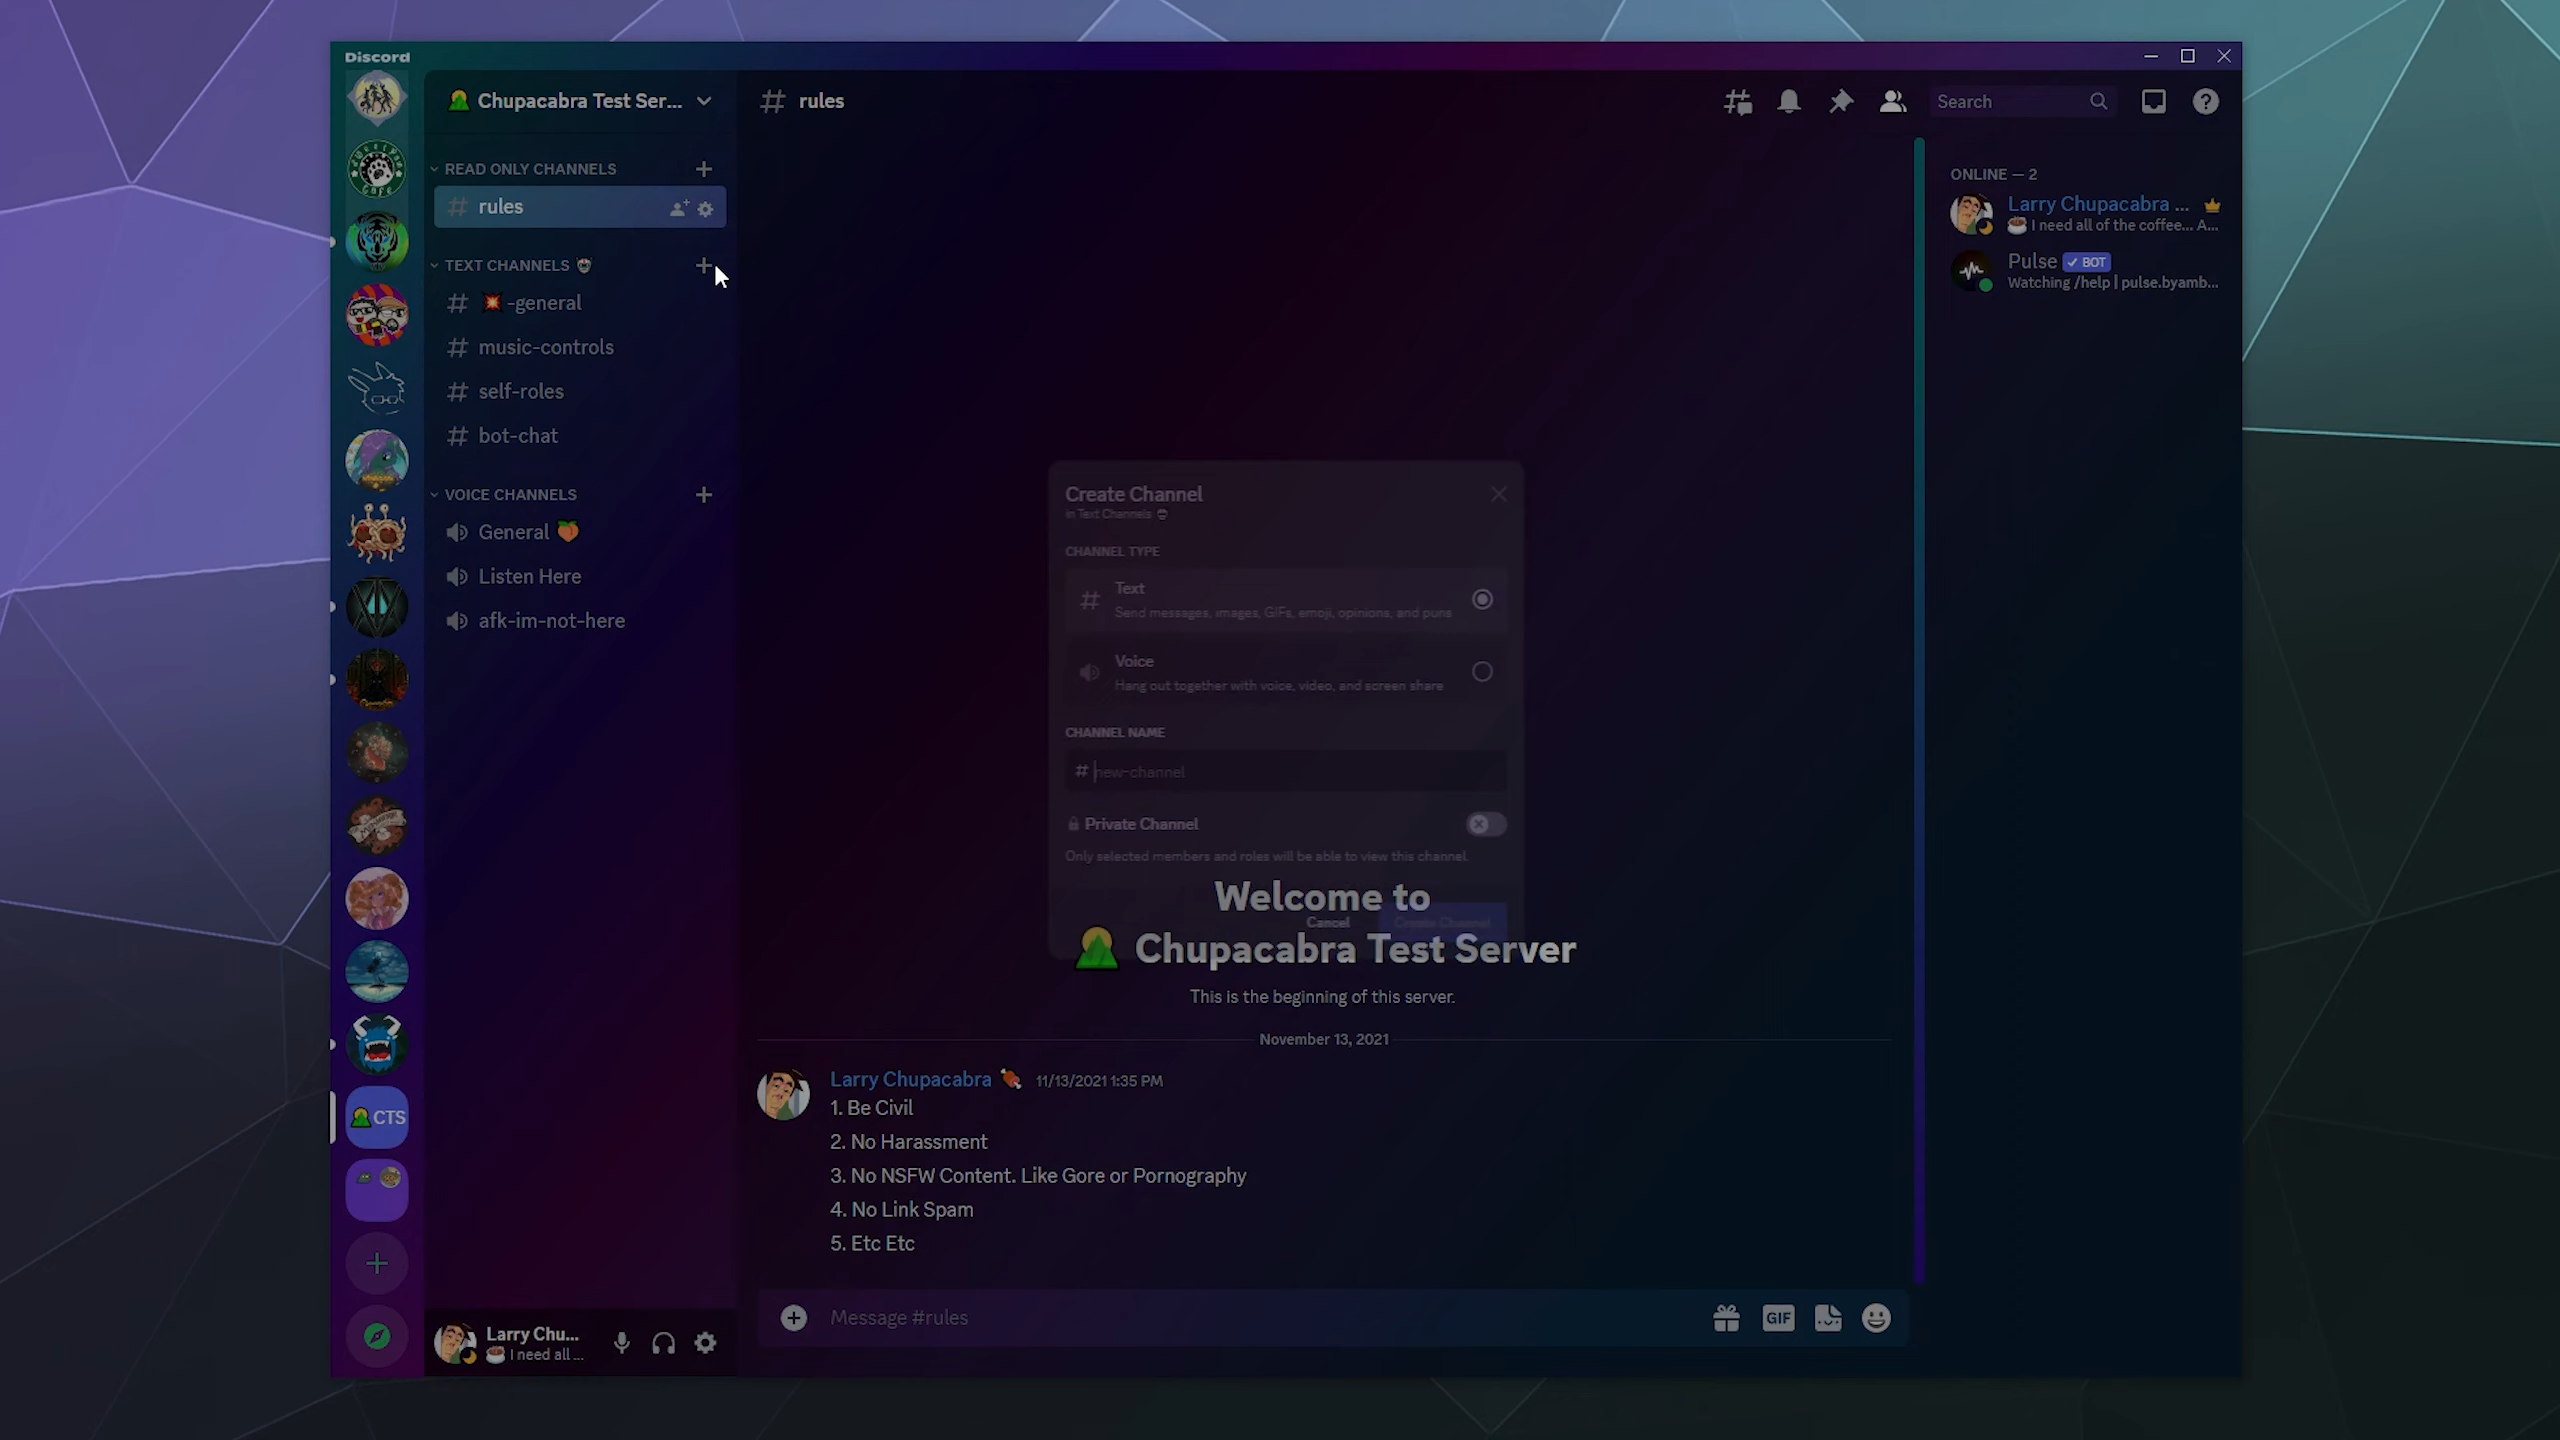 Discord
Chupacabra Test Ser...
rules
Search
READ ONLY CHANNELS
rules
TEXT CHANNELS
-general
music-controls
self-roles
bot-chat
VOICE CHANNELS
General
Listen Here
afk-im-not-here
ONLINE — 2
Larry Chupacabra ...
I need all of the coffee... A...
Pulse ✓ BOT
Watching /help | pulse.byamb...
Create Channel
in Text Channels
CHANNEL TYPE
Text
Send messages, images, GIFs, emoji, opinions, and puns
Voice
Hang out together with voice, video, and screen share
CHANNEL NAME
# new-channel
Private Channel
Only selected members and roles will be able to view this channel.
Cancel
Create Channel
Welcome to
Chupacabra Test Server
This is the beginning of this server.
November 13, 2021
Larry Chupacabra 11/13/2021 1:35 PM
1. Be Civil
2. No Harassment
3. No NSFW Content. Like Gore or Pornography
4. No Link Spam
5. Etc Etc
CTS
Larry Chu...
I need all ...
Message #rules
GIF